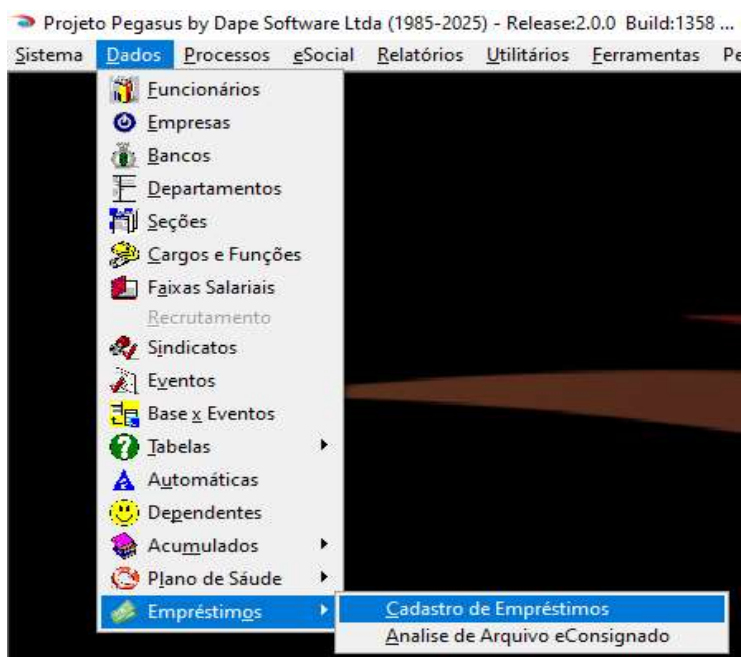 Projeto Pegasus by Dape Software Ltda (1985-2025) - Release:2.0.0 Build:1358 ...
Sistema Dados Processos eSocial Relatórios Utilitários Ferramentas Pe
Funcionários
Empresas
Bancos
Departamentos
Seções
Cargos e Funções
Faixas Salariais
Recrutamento
Sindicatos
Eventos
Base x Eventos
Tabelas
Automáticas
Dependentes
Acumulados
Plano de Sáude
Empréstimos
Cadastro de Empréstimos
Analise de Arquivo eConsignado